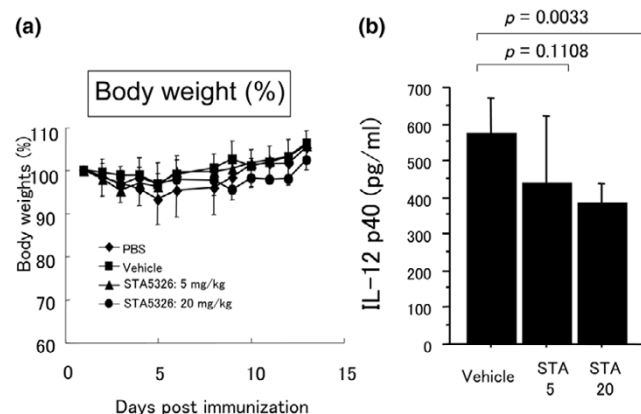 (a)
Body weight (%)
Body weights (%)
110
100
90
80
70
60
0
5
10
15
PBS
Vehicle
STA5326: 5 mg/kg
STA5326: 20 mg/kg
Days post immunization
(b)
p = 0.0033
p = 0.1108
IL-12 p40 (pg/ml)
700
600
500
400
300
200
100
0
Vehicle
STA
5
STA
20